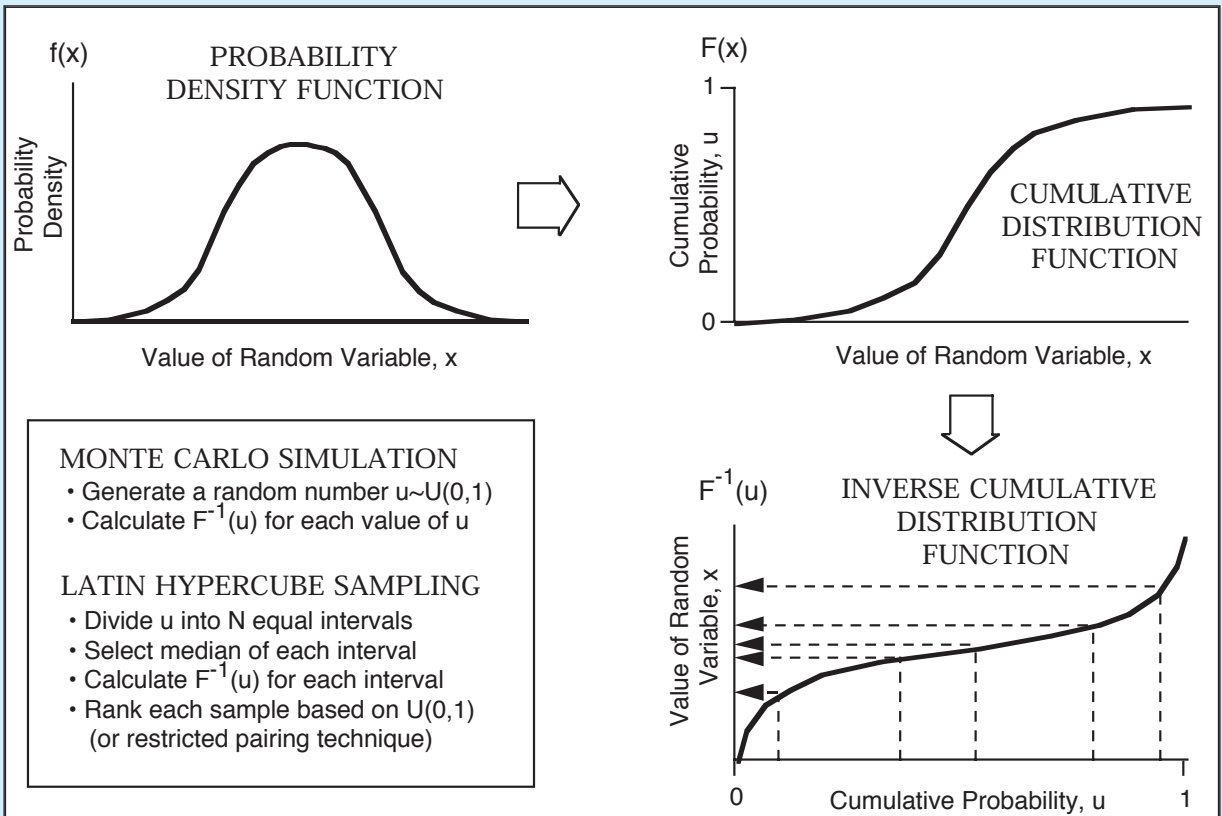 f(x)
PROBABILITY
DENSITY FUNCTION
Probability
Density
Value of Random Variable, x
F(x)
1
0
Cumulative
Probability, u
CUMULATIVE
DISTRIBUTION
FUNCTION
Value of Random Variable, x
MONTE CARLO SIMULATION
• Generate a random number u~U(0,1)
• Calculate F⁻¹(u) for each value of u
LATIN HYPERCUBE SAMPLING
• Divide u into N equal intervals
• Select median of each interval
• Calculate F⁻¹(u) for each interval
• Rank each sample based on U(0,1)
(or restricted pairing technique)
F⁻¹(u)
INVERSE CUMULATIVE
DISTRIBUTION
FUNCTION
Value of Random
Variable, x
0
1
Cumulative Probability, u